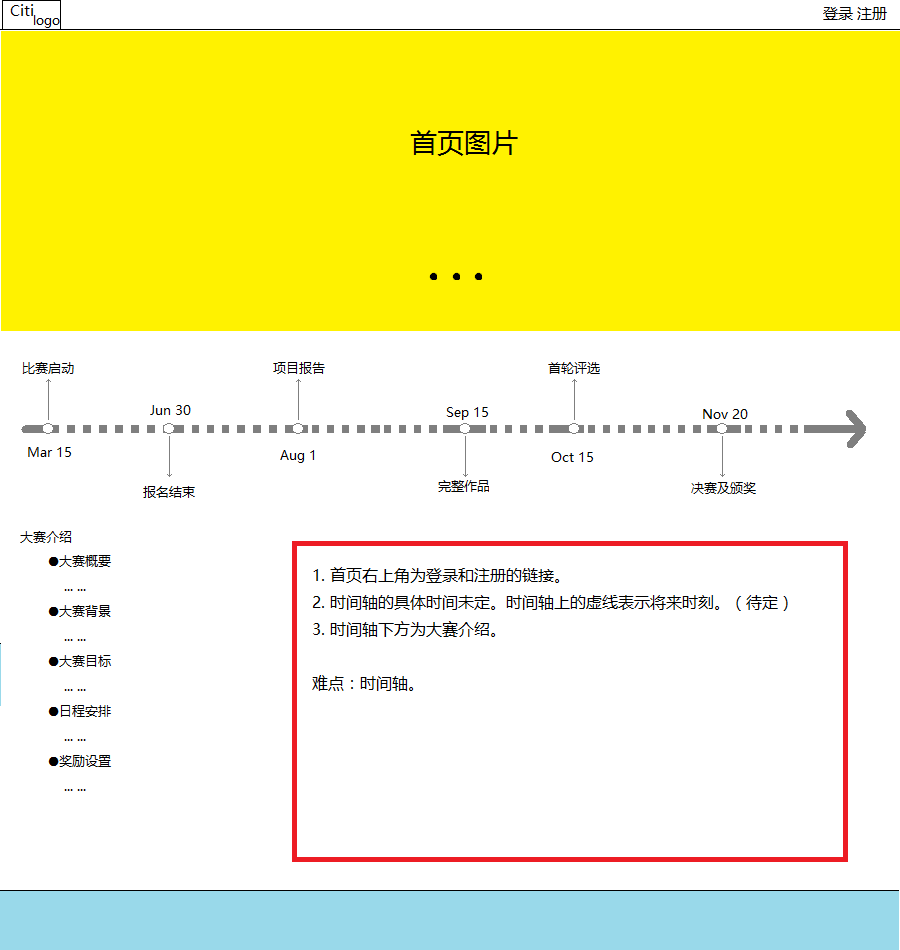 Citi
logo
登录 注册
首页图片
比赛启动
项目报告
首轮评选
Jun 30
Sep 15
Nov 20
Mar 15
Aug 1
Oct 15
报名结束
完整作品
决赛及颁奖
大赛介绍
●大赛概要
... ...
●大赛背景
... ...
●大赛目标
... ...
●日程安排
... ...
●奖励设置
... ...
1. 首页右上角为登录和注册的链接。
2. 时间轴的具体时间未定。时间轴上的虚线表示将来时刻。（待定）
3. 时间轴下方为大赛介绍。
难点：时间轴。